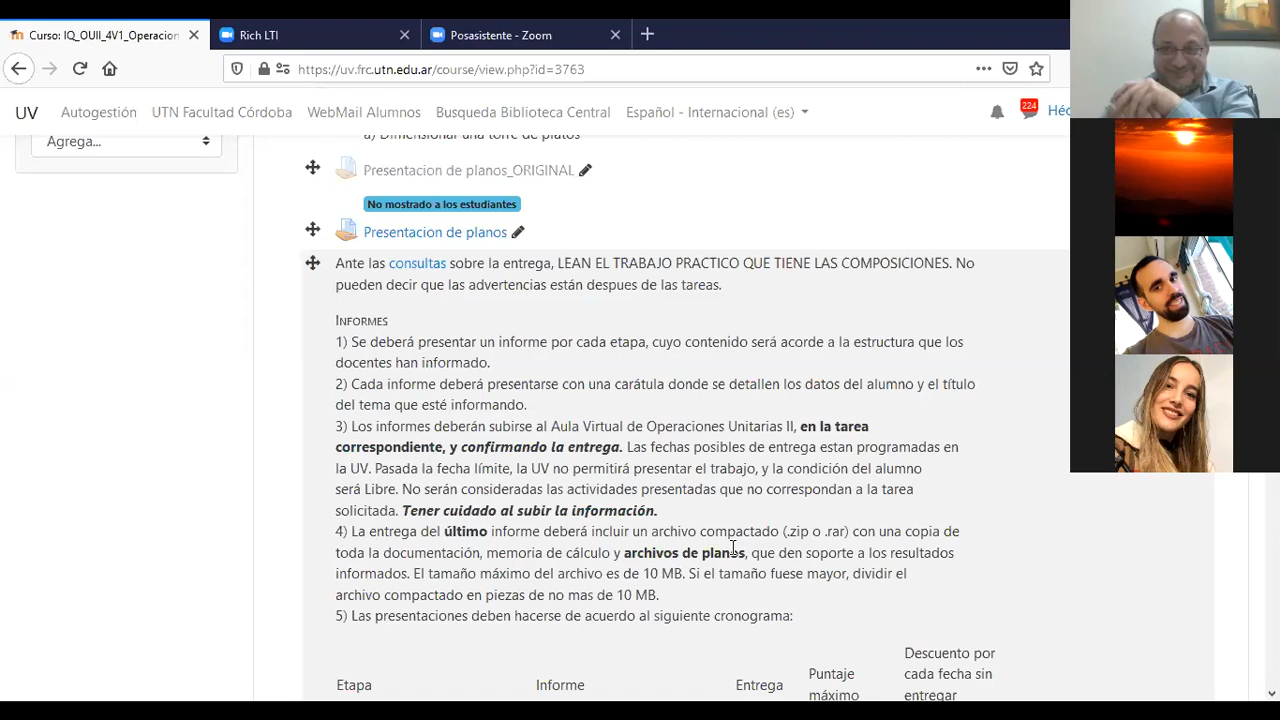 Curso: IQ_OUII_4V1_Operacion
Rich LTI
Posasistente - Zoom
https://uv.frc.utn.edu.ar/course/view.php?id=3763
UV Autogestión UTN Facultad Córdoba WebMail Alumnos Busqueda Biblioteca Central Español - Internacional (es) 224 Héc
Agrega...
a) Dimensionar una torre de platos
Presentacion de planos_ORIGINAL
No mostrado a los estudiantes
Presentacion de planos
Ante las consultas sobre la entrega, LEAN EL TRABAJO PRACTICO QUE TIENE LAS COMPOSICIONES. No
pueden decir que las advertencias están despues de las tareas.
INFORMES
1) Se deberá presentar un informe por cada etapa, cuyo contenido será acorde a la estructura que los
docentes han informado.
2) Cada informe deberá presentarse con una carátula donde se detallen los datos del alumno y el título
del tema que esté informando.
3) Los informes deberán subirse al Aula Virtual de Operaciones Unitarias II, en la tarea
correspondiente, y confirmando la entrega. Las fechas posibles de entrega estan programadas en
la UV. Pasada la fecha límite, la UV no permitirá presentar el trabajo, y la condición del alumno
será Libre. No serán consideradas las actividades presentadas que no correspondan a la tarea
solicitada. Tener cuidado al subir la información.
4) La entrega del último informe deberá incluir un archivo compactado (.zip o .rar) con una copia de
toda la documentación, memoria de cálculo y archivos de planos, que den soporte a los resultados
informados. El tamaño máximo del archivo es de 10 MB. Si el tamaño fuese mayor, dividir el
archivo compactado en piezas de no mas de 10 MB.
5) Las presentaciones deben hacerse de acuerdo al siguiente cronograma:
Etapa
Informe
Entrega
Puntaje
máximo
Descuento por
cada fecha sin
entregar